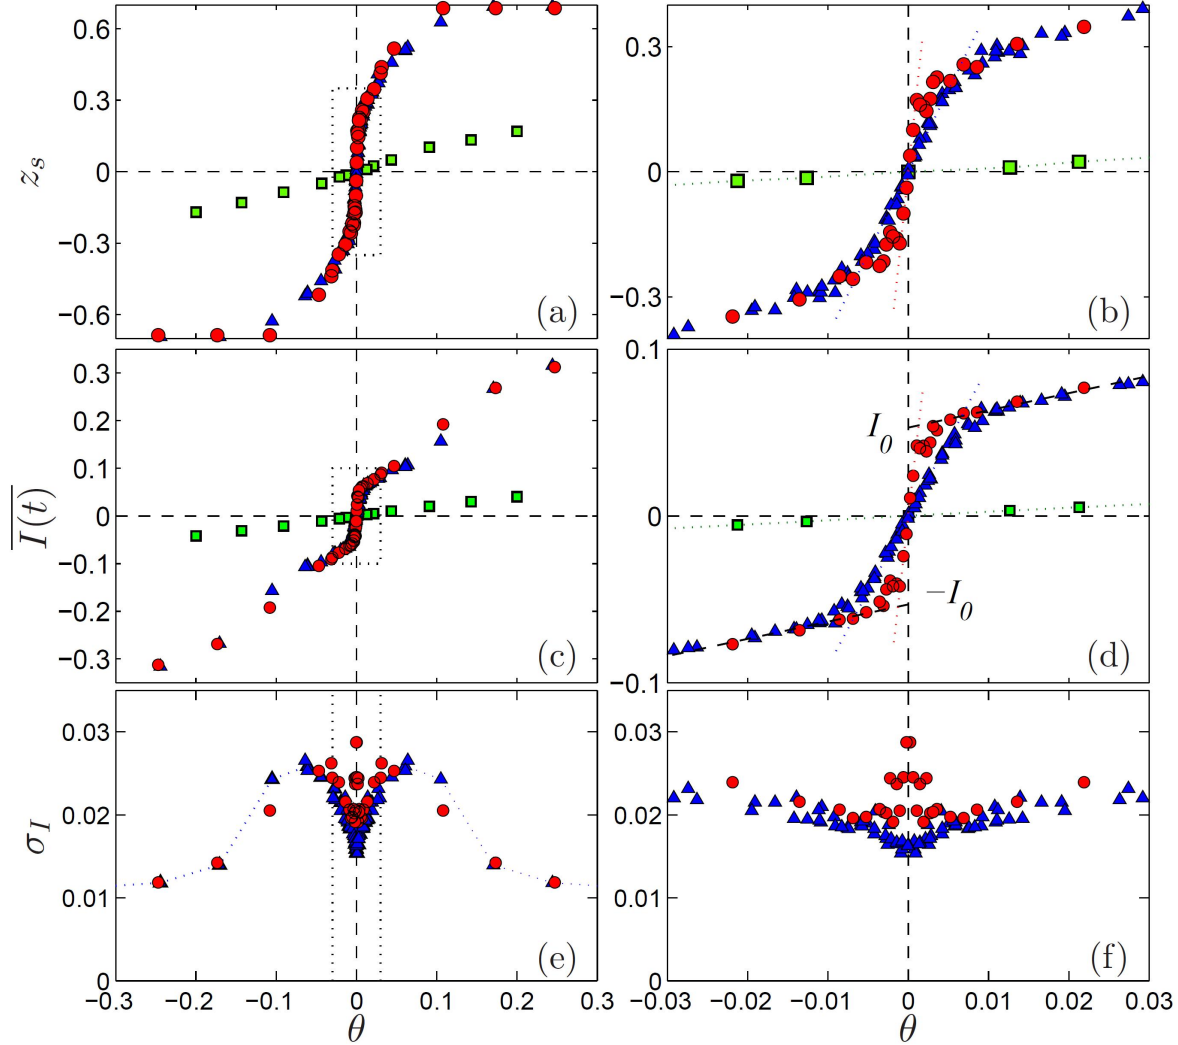 0.6
0.3
0
−0.3
−0.6
z_s
(a)
0.3
0
−0.3
(b)
0.3
0.2
0.1
0
−0.1
−0.2
−0.3
\overline{I(t)}
(c)
0.1
0
−0.1
I_0
−I_0
(d)
0.03
0.02
0.01
0
σ_I
(e)
−0.3 −0.2 −0.1 0 0.1 0.2 0.3
θ
0.03
0.02
0.01
0
(f)
−0.03 −0.02 −0.01 0 0.01 0.02 0.03
θ